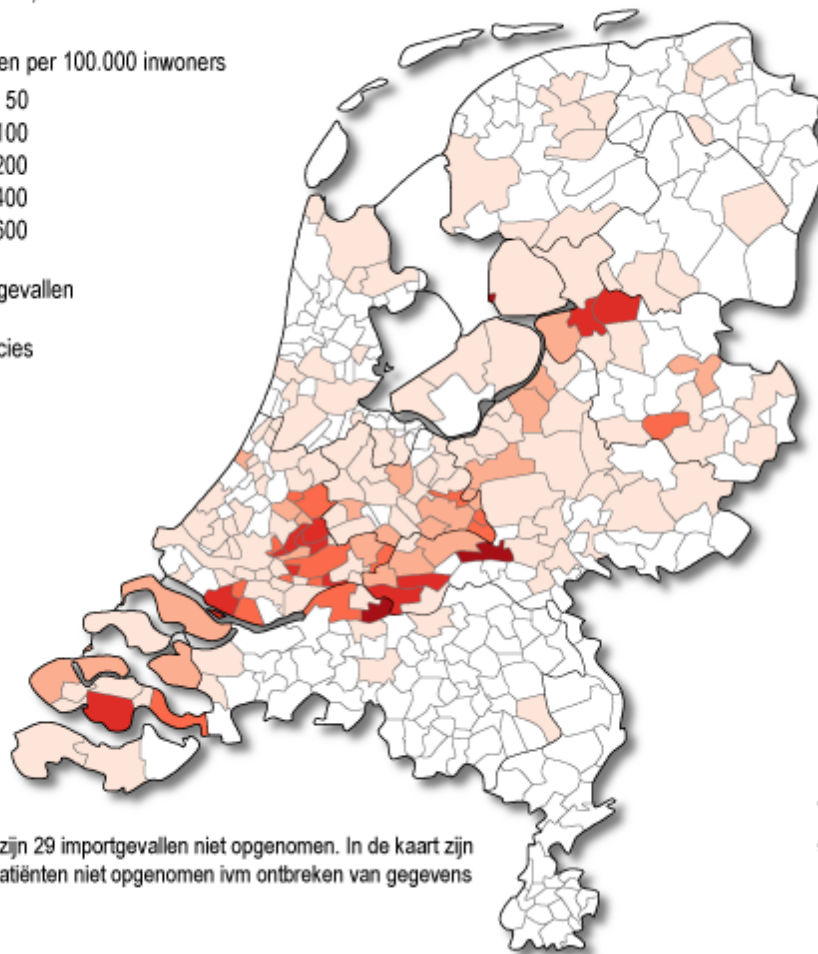 en per 100.000 inwoners
50
100
200
400
600
gevallen
cies
zijn 29 importgevallen niet opgenomen. In de kaart zijn
atiënten niet opgenomen ivm ontbreken van gegevens